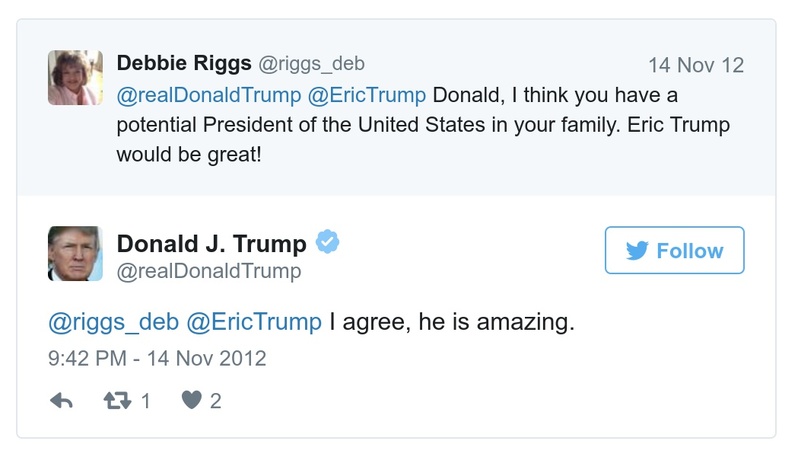 Debbie Riggs @riggs_deb 14 Nov 12
@realDonaldTrump @EricTrump Donald, I think you have a
potential President of the United States in your family. Eric Trump
would be great!
Donald J. Trump
@realDonaldTrump
Follow
@riggs_deb @EricTrump I agree, he is amazing.
9:42 PM - 14 Nov 2012
1 2